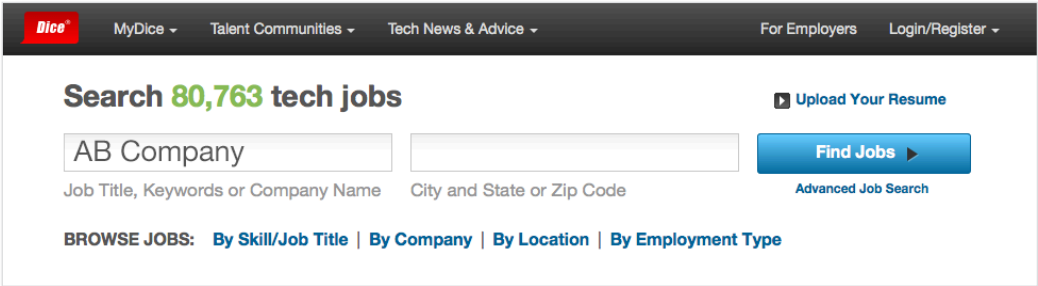 Dice® MyDice Talent Communities Tech News & Advice For Employers Login/Register
Search 80,763 tech jobs
Upload Your Resume
AB Company
Find Jobs
Job Title, Keywords or Company Name City and State or Zip Code
Advanced Job Search
BROWSE JOBS: By Skill/Job Title | By Company | By Location | By Employment Type